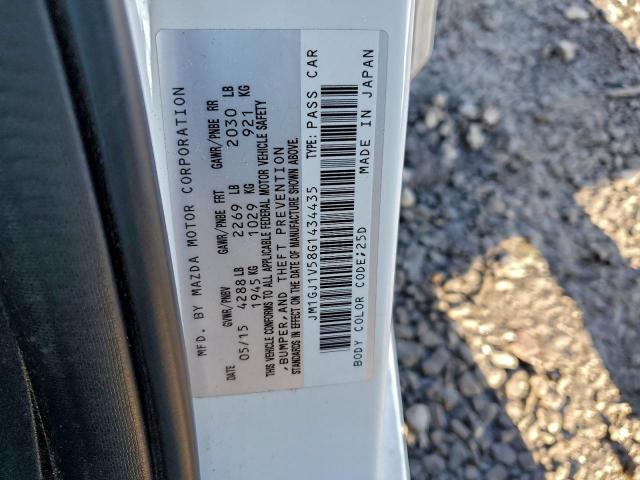 MFD. BY MAZDA MOTOR CORPORATION
GVWR/PNBV GAWR/PNBE FRT GAWR/PNBE RR
05/15 4288 LB 2269 LB 2030 LB
1945 KG 1029 KG 921 KG
THIS VEHICLE CONFORMS TO ALL APPLICABLE FEDERAL MOTOR VEHICLE SAFETY
,BUMPER,AND THEFT PREVENTION
STANDARDS IN EFFECT ON THE DATE OF MANUFACTURE SHOWN ABOVE.
JM1GJ1V58G1434435 TYPE: PASS CAR
BODY COLOR CODE;25D MADE IN JAPAN